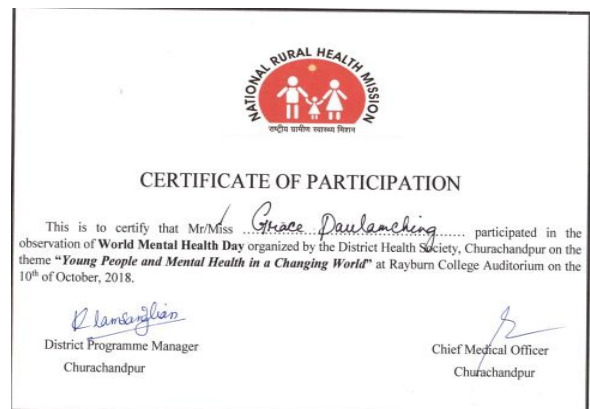 NATIONAL RURAL HEALTH MISSION
राष्ट्रीय ग्रामीण स्वास्थ्य मिशन
CERTIFICATE OF PARTICIPATION
This is to certify that Mr/Miss Grace Paulamching participated in the
observation of World Mental Health Day organized by the District Health Society, Churachandpur on the
theme “Young People and Mental Health in a Changing World” at Rayburn College Auditorium on the
10th of October, 2018.
District Programme Manager
Churachandpur
Chief Medical Officer
Churachandpur